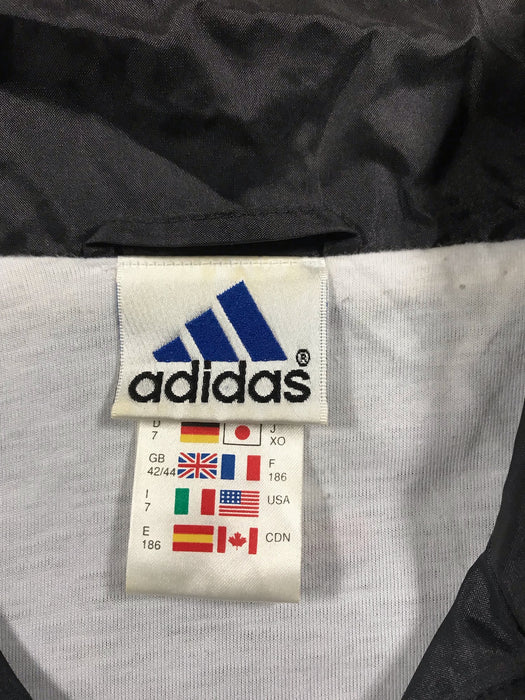 ®
adidas
D J
7 XO
GB F
42/44 186
I
7 USA
E
186 CDN